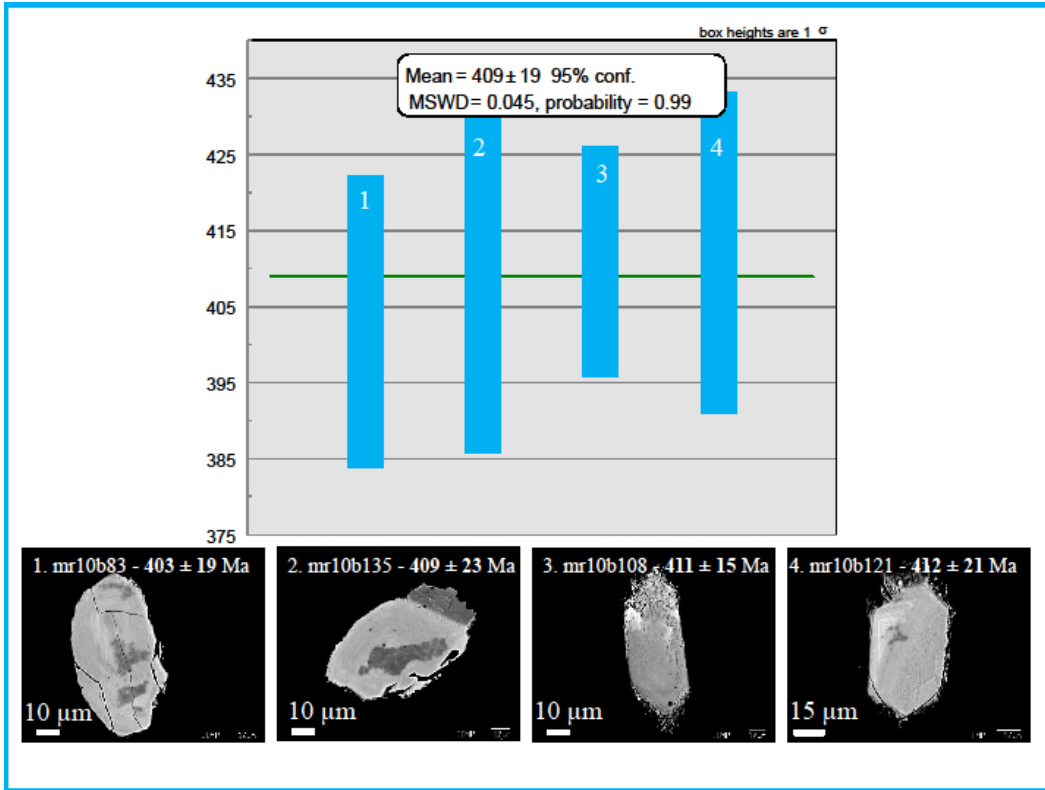 box heights are 1 σ
Mean = 409 ± 19 95% conf.
MSWD = 0.045, probability = 0.99
435
425
415
405
395
385
375
1
2
3
4
1. mr10b83 - 403 ± 19 Ma
10 μm
2. mr10b135 - 409 ± 23 Ma
10 μm
3. mr10b108 - 411 ± 15 Ma
10 μm
4. mr10b121 - 412 ± 21 Ma
15 μm